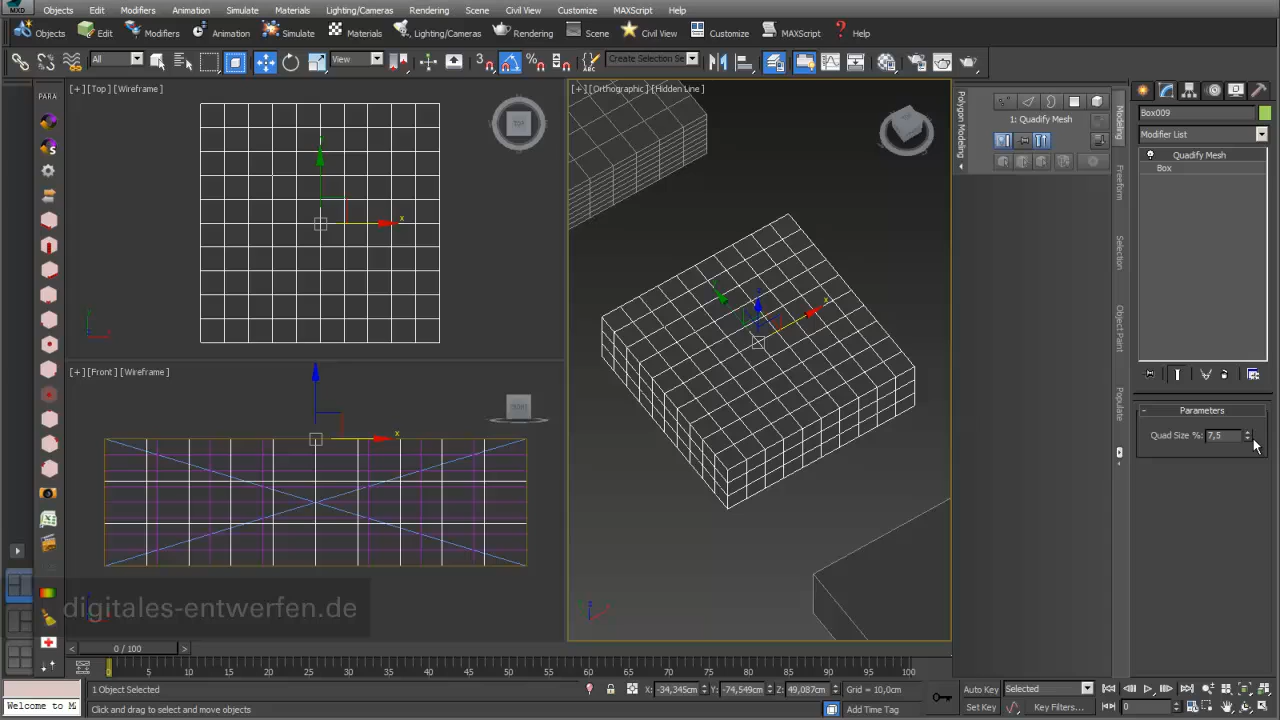 MXD
Objects Edit Modifiers Animation Simulate Materials Lighting/Cameras Rendering Scene Civil View Customize MAXScript Help
Objects Edit Modifiers Animation Simulate Materials Lighting/Cameras Rendering Scene Civil View Customize MAXScript Help
All View 3 % Create Selection Se
PARA
[+] [Top] [Wireframe]
TOP
x
[+] [Front] [Wireframe]
x
[+] [Orthographic] [Hidden Line]
x
z
Polygon Modeling
1: Quadify Mesh
Modeling
Freeform
Selection
Object Paint
Populate
Box009
Modifier List
Quadify Mesh
Box
- Parameters
Quad Size %: 7,5
digitales-entwerfen.de
< 0 / 100 >
0 5 10 15 20 25 30 35 40 45 50 55 60 65 70 75 80 85 90 95 100
Welcome to M
1 Object Selected
Click and drag to select and move objects
X: -34,345cm Y: -74,549cm Z: 49,087cm Grid = 10,0cm
Add Time Tag
Auto Key Selected
Set Key Key Filters... 0